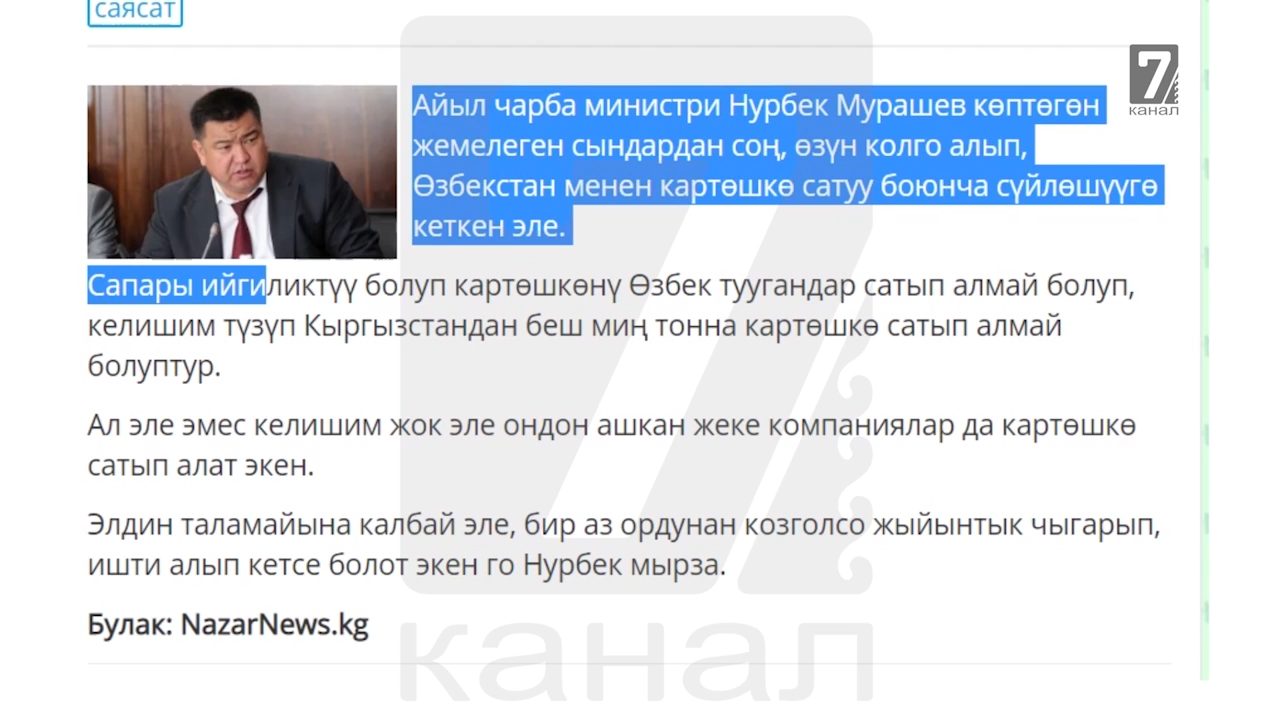 саясат
7
канал
Айыл чарба министри Нурбек Мурашев көптөгөн
жемелеген сындардан соң, өзүн колго алып,
Өзбекстан менен картөшкө сатуу боюнча сүйлөшүүгө
кеткен эле.
Сапары ийгиликтүү болуп картөшкөнү Өзбек туугандар сатып алмай болуп,
келишим түзүп Кыргызстандан беш миң тонна картөшкө сатып алмай
болуптур.
Ал эле эмес келишим жок эле ондон ашкан жеке компаниялар да картөшкө
сатып алат экен.
Элдин таламайына калбай эле, бир аз ордунан козголсо жыйынтык чыгарып,
ишти алып кетсе болот экен го Нурбек мырза.
Булак: NazarNews.kg
7
канал